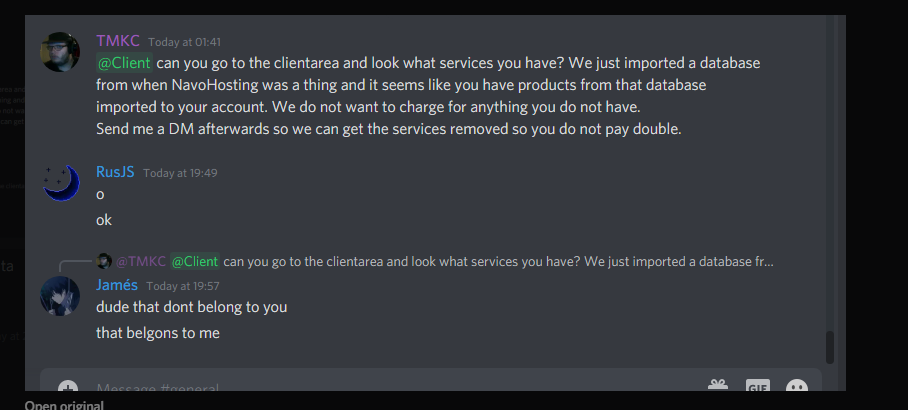 TMKC Today at 01:41
@Client can you go to the clientarea and look what services you have? We just imported a database
from when NavoHosting was a thing and it seems like you have products from that database
imported to your account. We do not want to charge for anything you do not have.
Send me a DM afterwards so we can get the services removed so you do not pay double.
RusJS Today at 19:49
o
ok
@TMKC @Client can you go to the clientarea and look what services you have? We just imported a database fr...
Jamés Today at 19:57
dude that dont belong to you
that belgons to me
Message #general
GIF
Open original